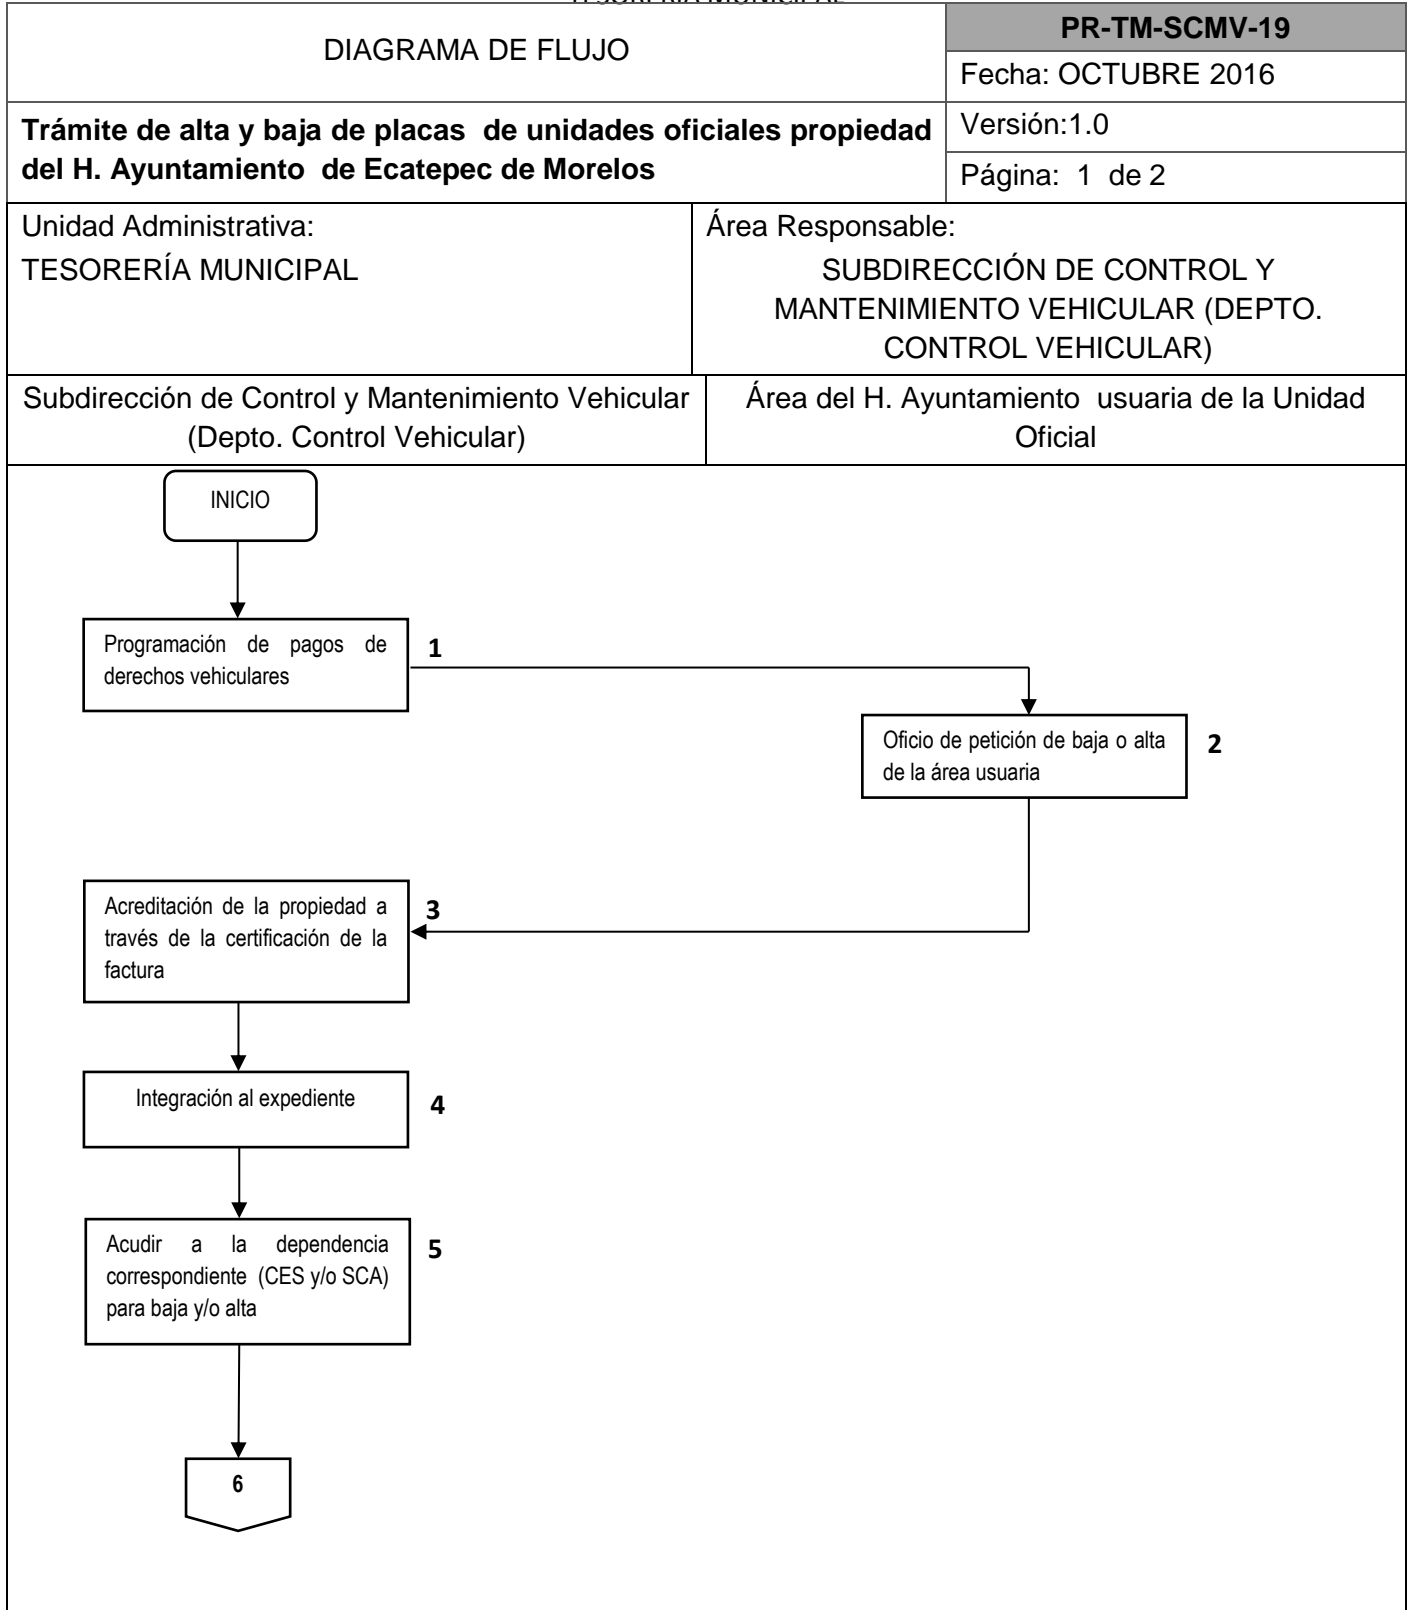 TESORERÍA MUNICIPAL
DIAGRAMA DE FLUJO
PR-TM-SCMV-19
Fecha: OCTUBRE 2016
Trámite de alta y baja de placas de unidades oficiales propiedad
del H. Ayuntamiento de Ecatepec de Morelos
Versión:1.0
Página: 1 de 2
Unidad Administrativa:
TESORERÍA MUNICIPAL
Área Responsable:
SUBDIRECCIÓN DE CONTROL Y
MANTENIMIENTO VEHICULAR (DEPTO.
CONTROL VEHICULAR)
Subdirección de Control y Mantenimiento Vehicular
(Depto. Control Vehicular)
Área del H. Ayuntamiento usuaria de la Unidad
Oficial
INICIO
Programación de pagos de
derechos vehiculares
1
Oficio de petición de baja o alta
de la área usuaria
2
Acreditación de la propiedad a
través de la certificación de la
factura
3
Integración al expediente
4
Acudir a la dependencia
correspondiente (CES y/o SCA)
para baja y/o alta
5
6